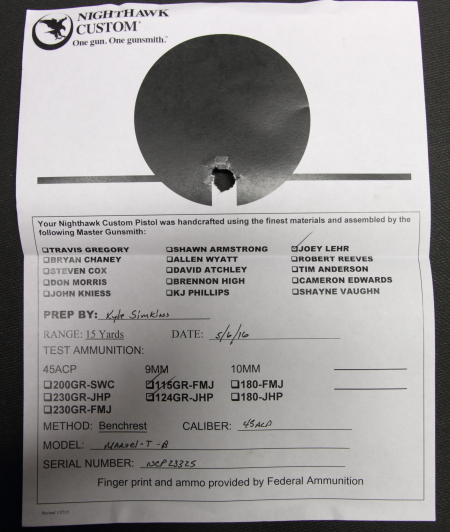 NIGHTHAWK
CUSTOM
One gun. One gunsmith.
Your Nighthawk Custom Pistol was handcrafted using the finest materials and assembled by the
following Master Gunsmith:
❑TRAVIS GREGORY ❑SHAWN ARMSTRONG ☑JOEY LEHR
❑BRYAN CHANEY ❑ALLEN WYATT ❑ROBERT REEVES
❑STEVEN COX ❑DAVID ATCHLEY ❑TIM ANDERSON
❑DON MORRIS ❑BRENNON HIGH ❑CAMERON EDWARDS
❑JOHN KNIESS ❑KJ PHILLIPS ❑SHAYNE VAUGHN
PREP BY: Kyle
RANGE: 15 Yards DATE: 5/6/16
TEST AMMUNITION:
45ACP 9MM 10MM
❑200GR-SWC ☑115GR-FMJ ❑180-FMJ
❑230GR-JHP ❑124GR-JHP ❑180-JHP
❑230GR-FMJ
METHOD: Benchrest CALIBER: 45ACP
MODEL:
SERIAL NUMBER: NCP23325
Finger print and ammo provided by Federal Ammunition